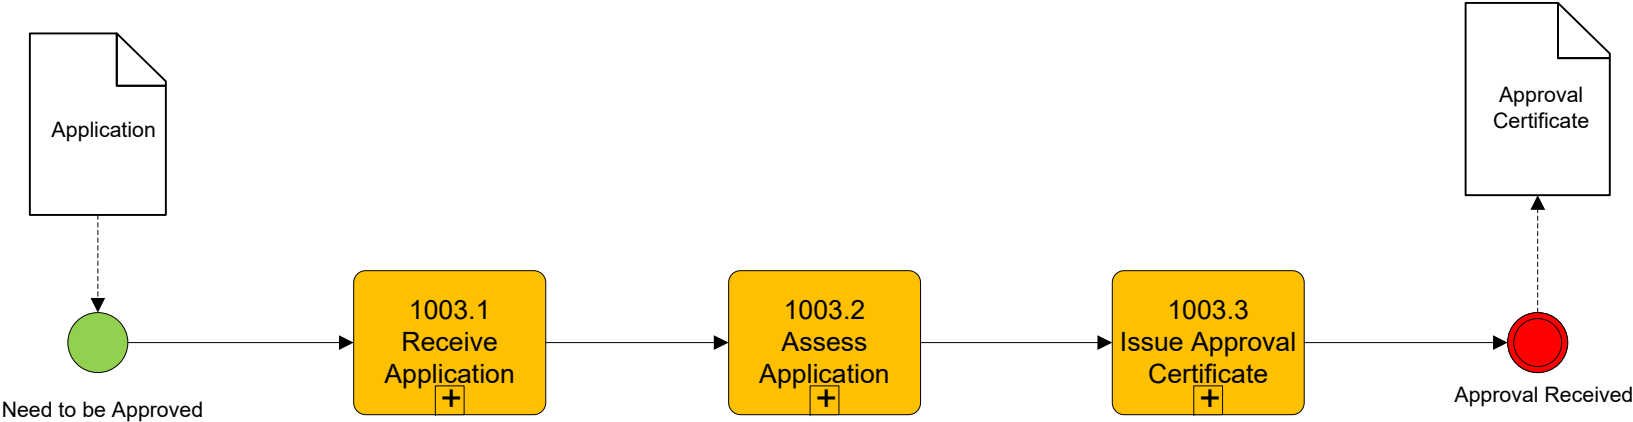 Application
Approval
Certificate
1003.1
Receive
Application
1003.2
Assess
Application
1003.3
Issue Approval
Certificate
Need to be Approved
Approval Received